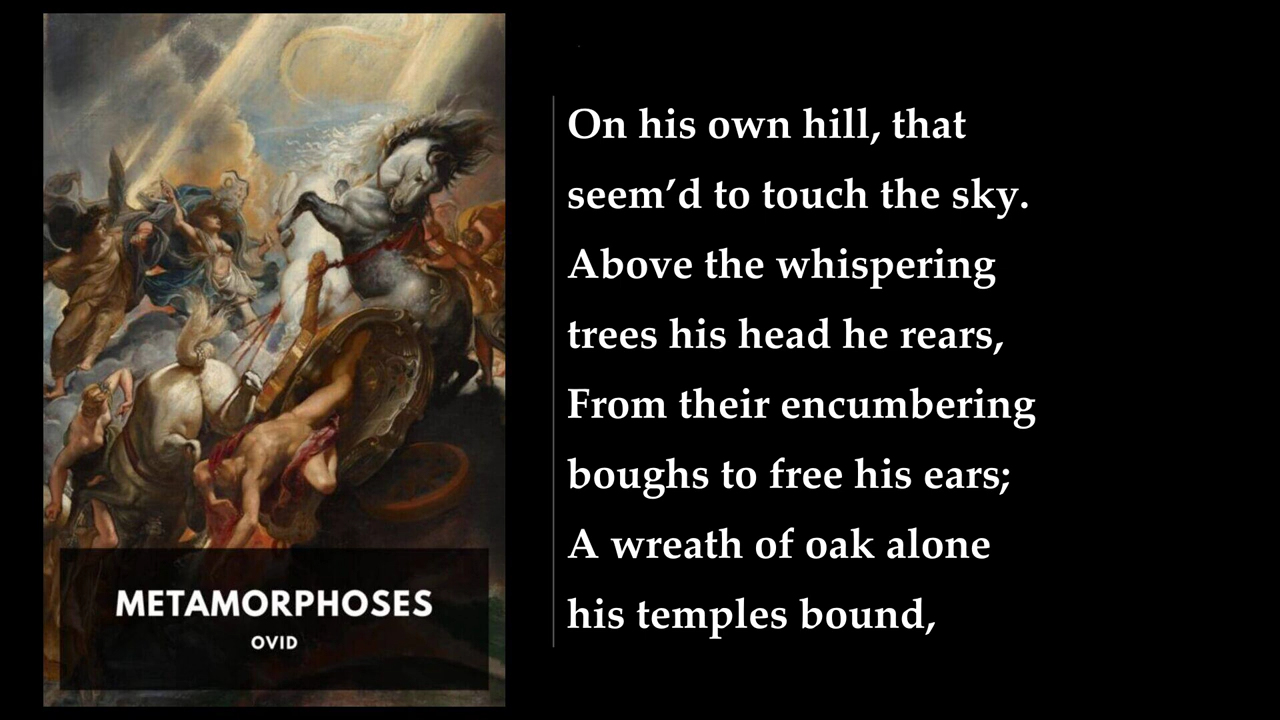 METAMORPHOSES
OVID
On his own hill, that
seem’d to touch the sky.
Above the whispering
trees his head he rears,
From their encumbering
boughs to free his ears;
A wreath of oak alone
his temples bound,